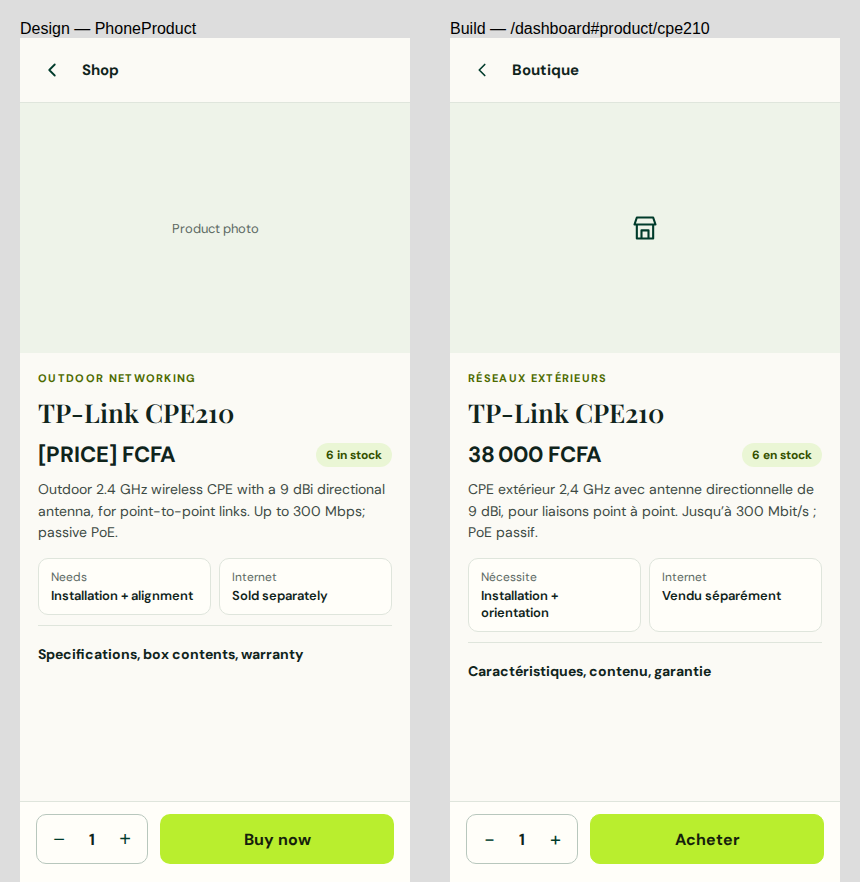 Design — PhoneProduct
Shop
Product photo
OUTDOOR NETWORKING
TP-Link CPE210
[PRICE] FCFA
6 in stock
Outdoor 2.4 GHz wireless CPE with a 9 dBi directional
antenna, for point-to-point links. Up to 300 Mbps;
passive PoE.
Needs
Installation + alignment
Internet
Sold separately
Specifications, box contents, warranty
− 1 +
Buy now
Build — /dashboard#product/cpe210
Boutique
RÉSEAUX EXTÉRIEURS
TP-Link CPE210
38 000 FCFA
6 en stock
CPE extérieur 2,4 GHz avec antenne directionnelle de
9 dBi, pour liaisons point à point. Jusqu’à 300 Mbit/s ;
PoE passif.
Nécessite
Installation +
orientation
Internet
Vendu séparément
Caractéristiques, contenu, garantie
− 1 +
Acheter